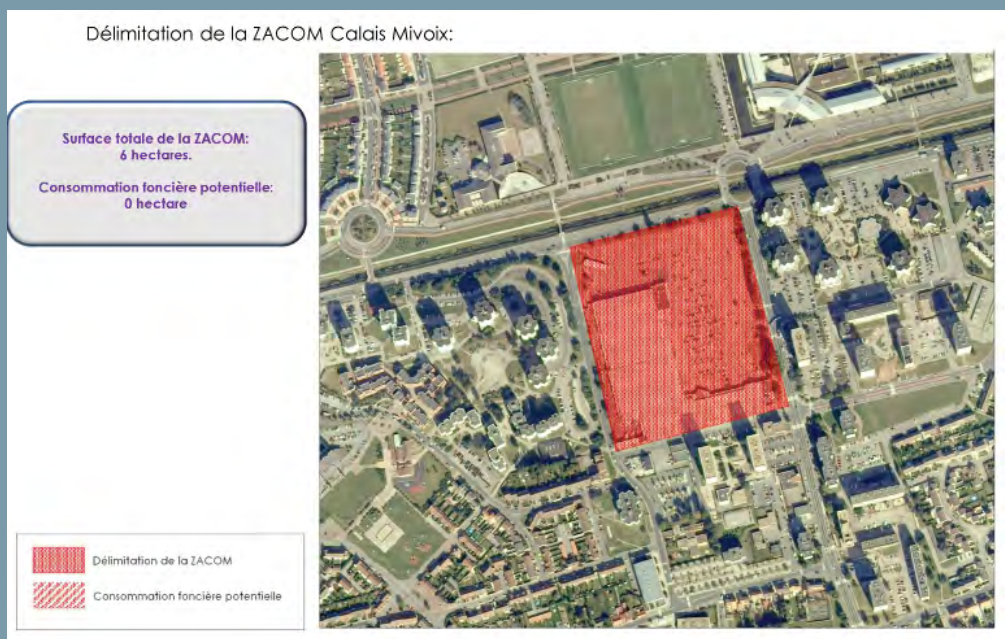 Délimitation de la ZACOM Calais Mivoix:
Surface totale de la ZACOM:
6 hectares.
Consommation foncière potentielle:
0 hectare
Délimitation de la ZACOM
Consommation foncière potentielle